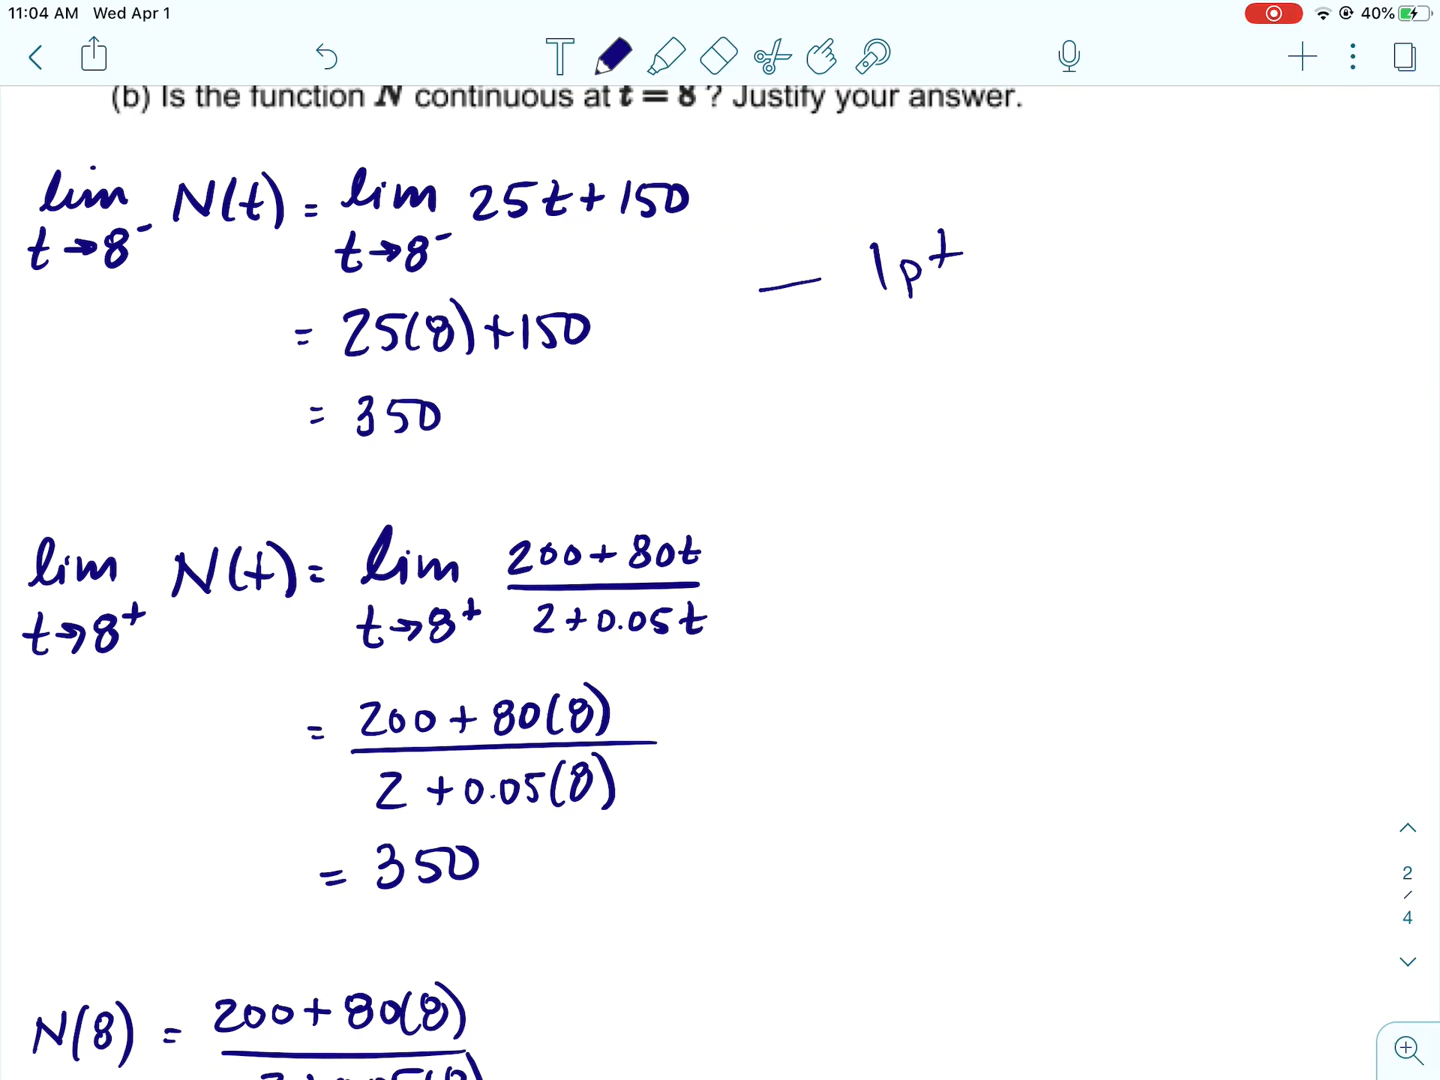 11:04 AM Wed Apr 1 40%
T
(b) Is the function N continuous at t = 8 ? Justify your answer.
lim t→8⁻ N(t) = lim t→8⁻ 25t + 150
— 1pt
= 25(8) + 150
= 350
lim t→8⁺ N(t) = lim t→8⁺ (200 + 80t)/(2 + 0.05t)
= (200 + 80(8))/(2 + 0.05(8))
= 350
2 / 4
N(8) = 200 + 80(8)